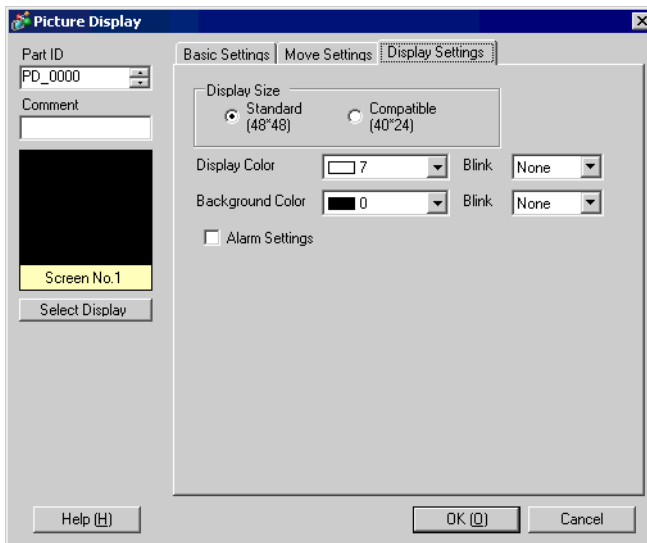 Picture Display
Part ID
PD_0000
Comment
Screen No.1
Select Display
Basic Settings Move Settings Display Settings
Display Size
Standard
(48*48)
Compatible
(40*24)
Display Color 7 Blink None
Background Color 0 Blink None
Alarm Settings
Help (H) OK (O) Cancel